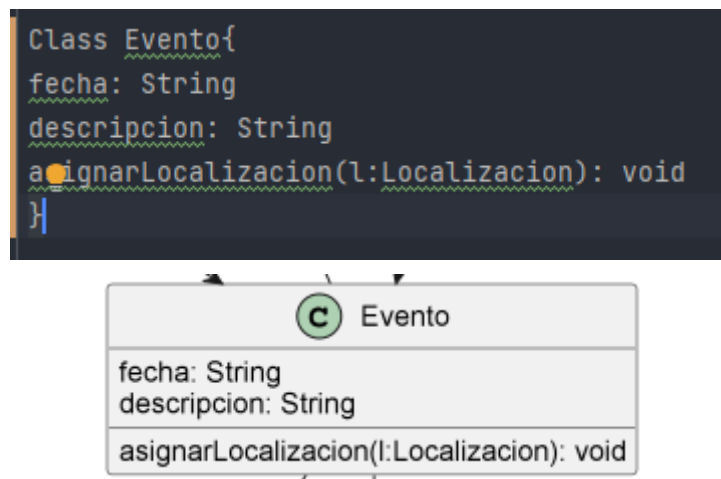 Class Evento{
fecha: String
descripcion: String
asignarLocalizacion(l:Localizacion): void
}
C Evento
fecha: String
descripcion: String
asignarLocalizacion(l:Localizacion): void